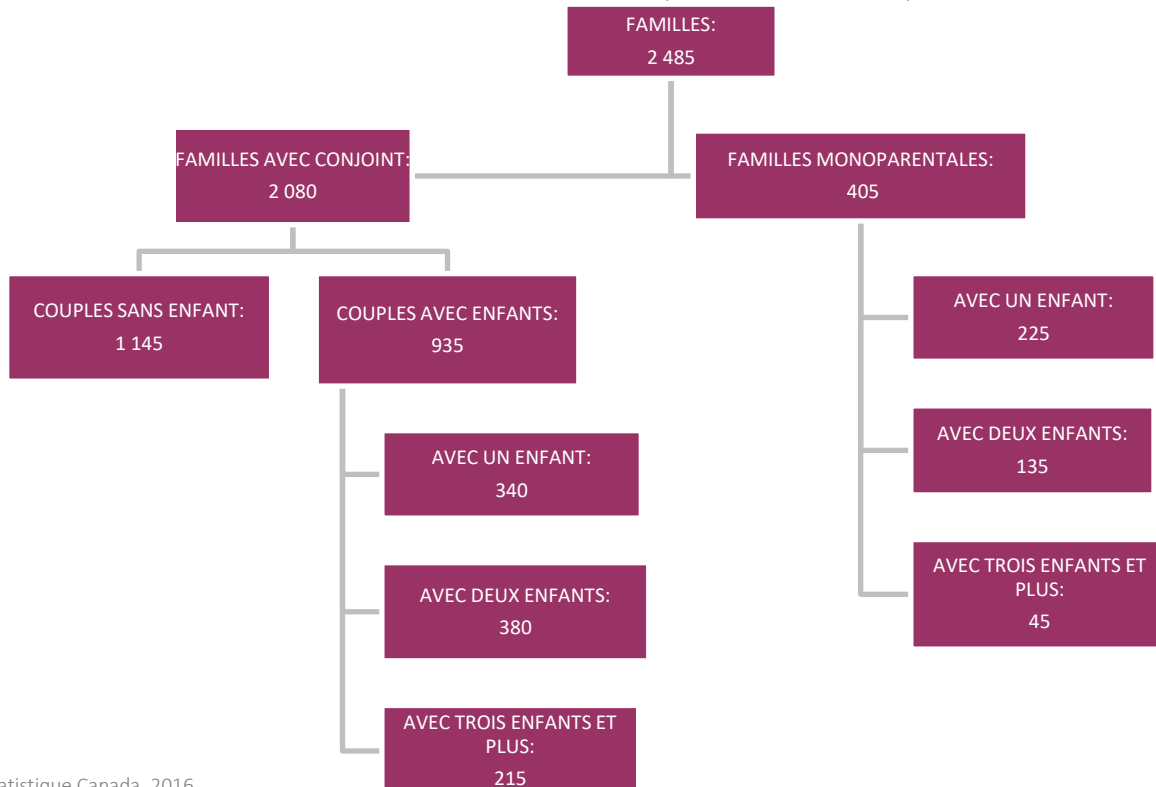 FAMILLES:
2 485
FAMILLES AVEC CONJOINT:
2 080
FAMILLES MONOPARENTALES:
405
COUPLES SANS ENFANT:
1 145
COUPLES AVEC ENFANTS:
935
AVEC UN ENFANT:
340
AVEC DEUX ENFANTS:
380
AVEC TROIS ENFANTS ET
PLUS:
215
AVEC UN ENFANT:
225
AVEC DEUX ENFANTS:
135
AVEC TROIS ENFANTS ET
PLUS:
45
Canada, 2016